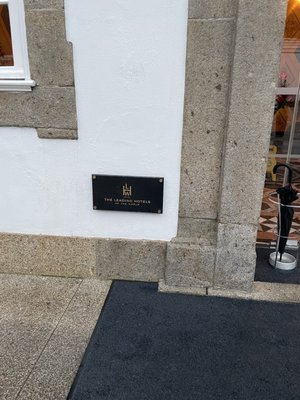 THE LEADING HOTELS
OF THE WORLD